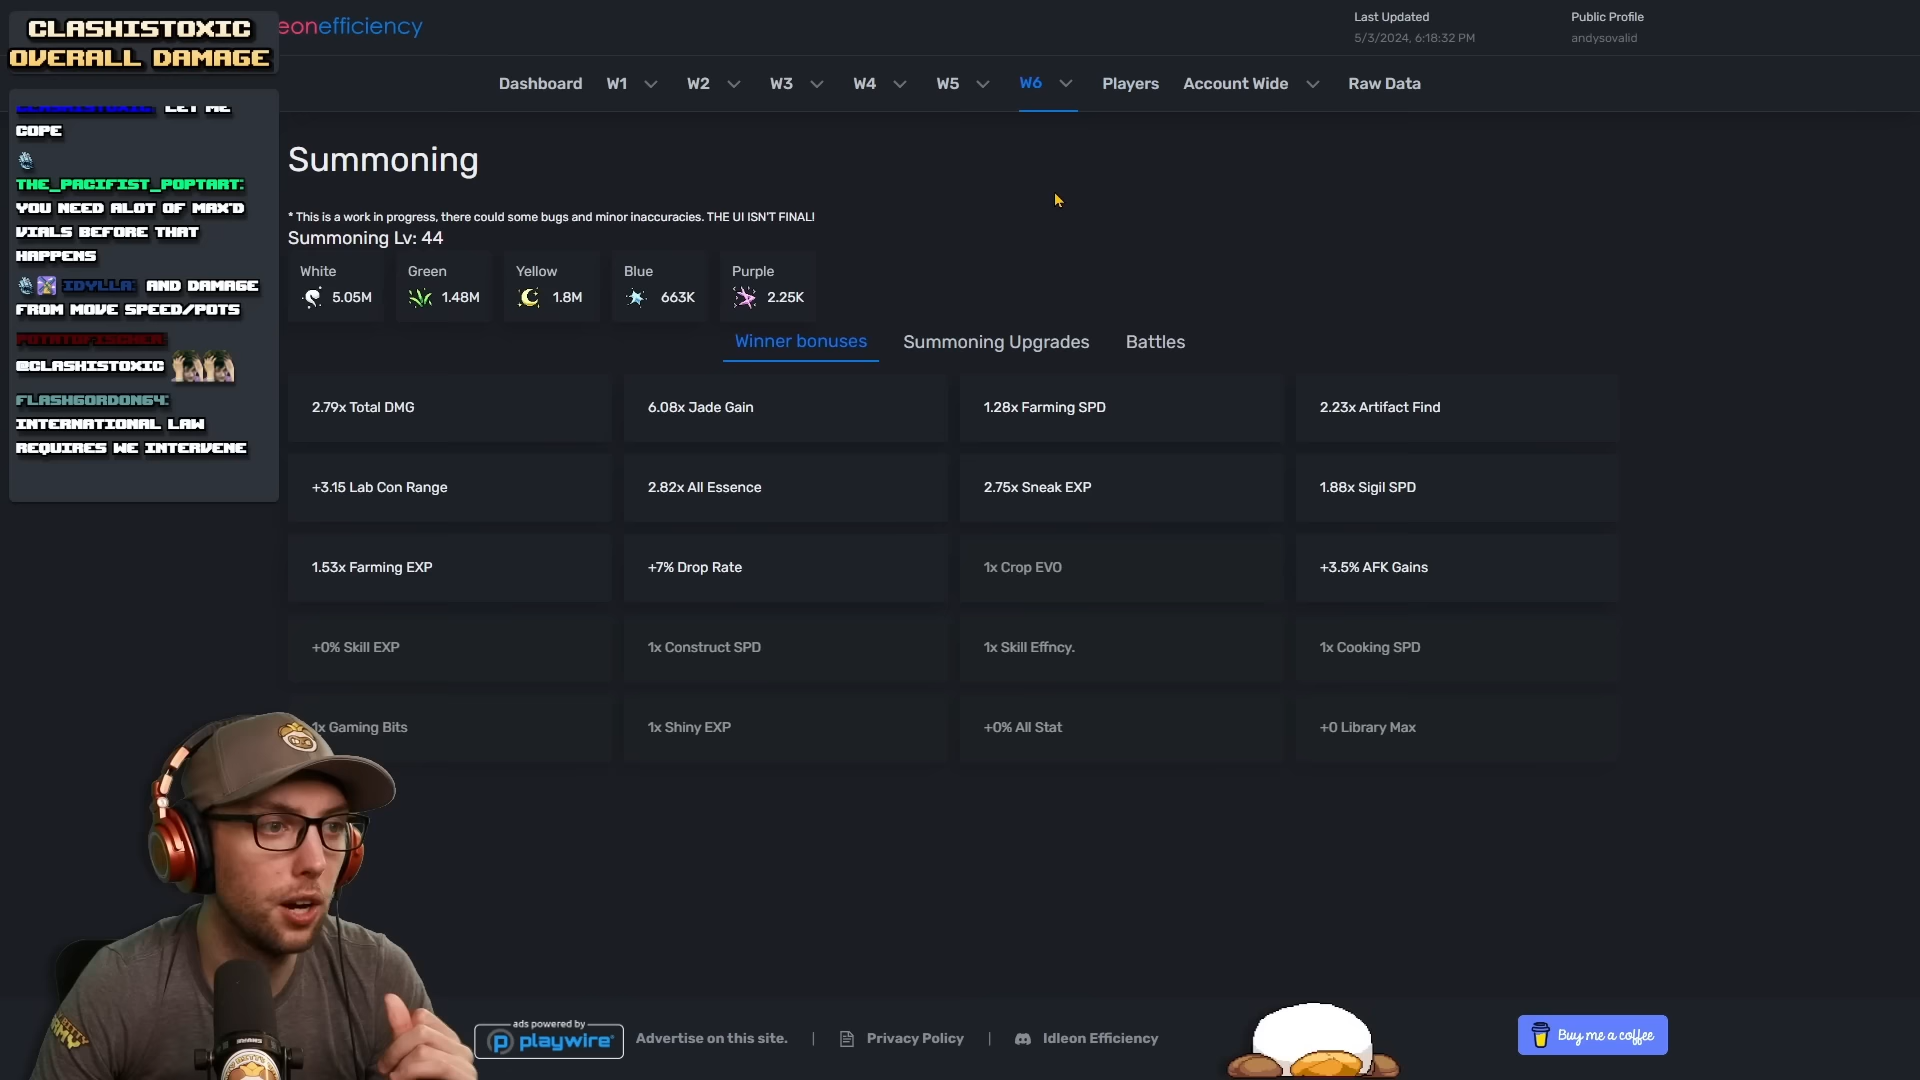 CLASHISTOXIC
OVERALL DAMAGE
eonefficiency
Last Updated
5/3/2024, 6:18:32 PM
Public Profile
andysovalid
Dashboard W1 W2 W3 W4 W5 W6 Players Account Wide Raw Data
CLASHISTOXIC LET ME
COPE
THE_PACIFIST_POPTART:
YOU NEED ALOT OF MAX'D
VIALS BEFORE THAT
HAPPENS
IDYLLA: AND DAMAGE
FROM MOVE SPEED/POTS
POTATOFISCHER:
@CLASHISTOXIC
FLASHGORDON64:
INTERNATIONAL LAW
REQUIRES WE INTERVENE
Summoning
* This is a work in progress, there could some bugs and minor inaccuracies. THE UI ISN'T FINAL!
Summoning Lv: 44
White Green Yellow Blue Purple
5.05M 1.48M 1.8M 663K 2.25K
Winner bonuses Summoning Upgrades Battles
2.79x Total DMG 6.08x Jade Gain 1.28x Farming SPD 2.23x Artifact Find
+3.15 Lab Con Range 2.82x All Essence 2.75x Sneak EXP 1.88x Sigil SPD
1.53x Farming EXP +7% Drop Rate 1x Crop EVO +3.5% AFK Gains
+0% Skill EXP 1x Construct SPD 1x Skill Effncy. 1x Cooking SPD
1x Gaming Bits 1x Shiny EXP +0% All Stat +0 Library Max
ads powered by
playwire
Advertise on this site. | Privacy Policy | Idleon Efficiency
Buy me a coffee